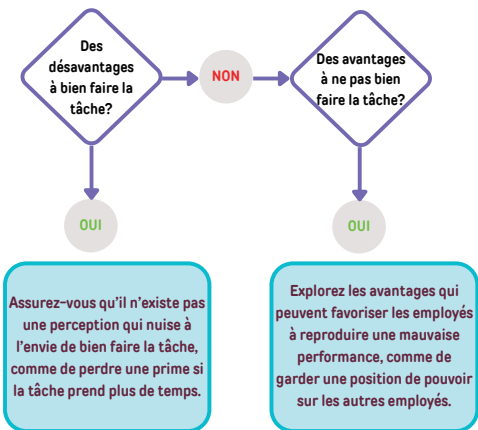 Des
désavantages
à bien faire la
tâche?
NON
Des avantages
à ne pas bien
faire la tâche?
OUI
OUI
Assurez-vous qu'il n'existe pas
une perception qui nuise à
l'envie de bien faire la tâche,
comme de perdre une prime si
la tâche prend plus de temps.
Explorez les avantages qui
peuvent favoriser les employés
à reproduire une mauvaise
performance, comme de
garder une position de pouvoir
sur les autres employés.